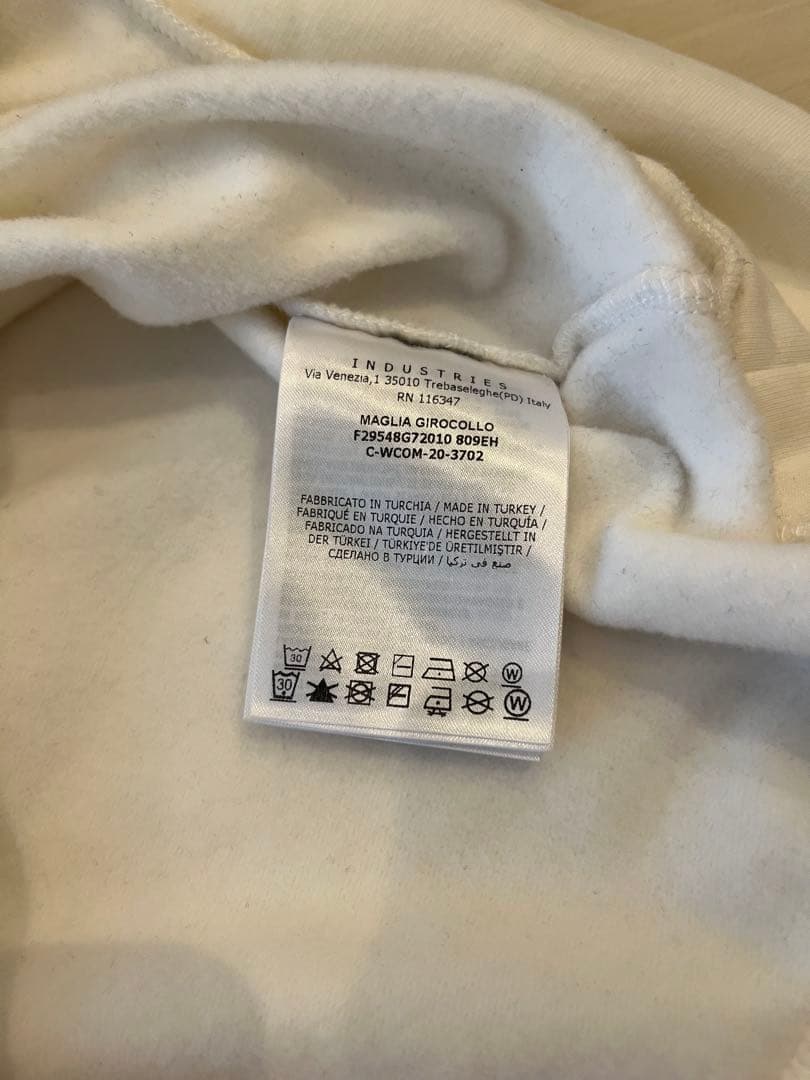 INDUSTRIES
Via Venezia,1 35010 Trebaseleghe(PD) Italy
RN 116347
MAGLIA GIROCOLLO
F29548G72010 809EH
C-WCOM-20-3702
FABBRICATO IN TURCHIA / MADE IN TURKEY /
FABRIQUÉ EN TURQUIE / HECHO EN TURQUÍA /
FABRICADO NA TURQUIA / HERGESTELLT IN
DER TÜRKEI / TÜRKIYE'DE ÜRETILMIŞTIR /
СДЕЛАНО В ТУРЦИИ / صنع في تركيا
30 W
30 W